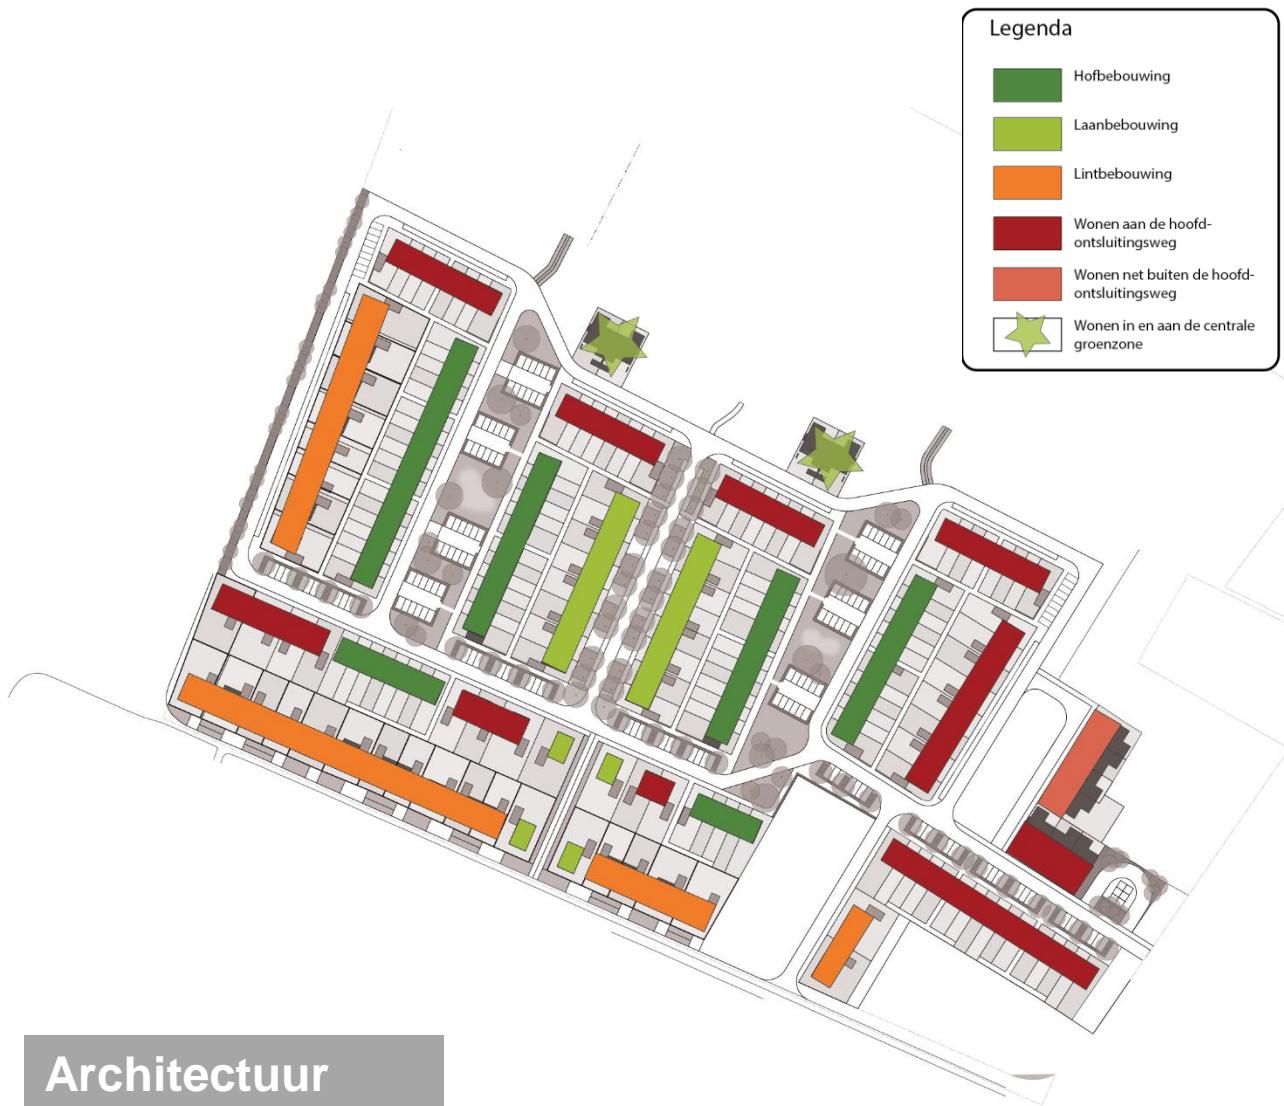 Legenda
Hofbebouwing
Laanbebouwing
Lintbebouwing
Wonen aan de hoofd-
ontsluitingsweg
Wonen net buiten de hoofd-
ontsluitingsweg
Wonen in en aan de centrale
groenzone
Architectuur